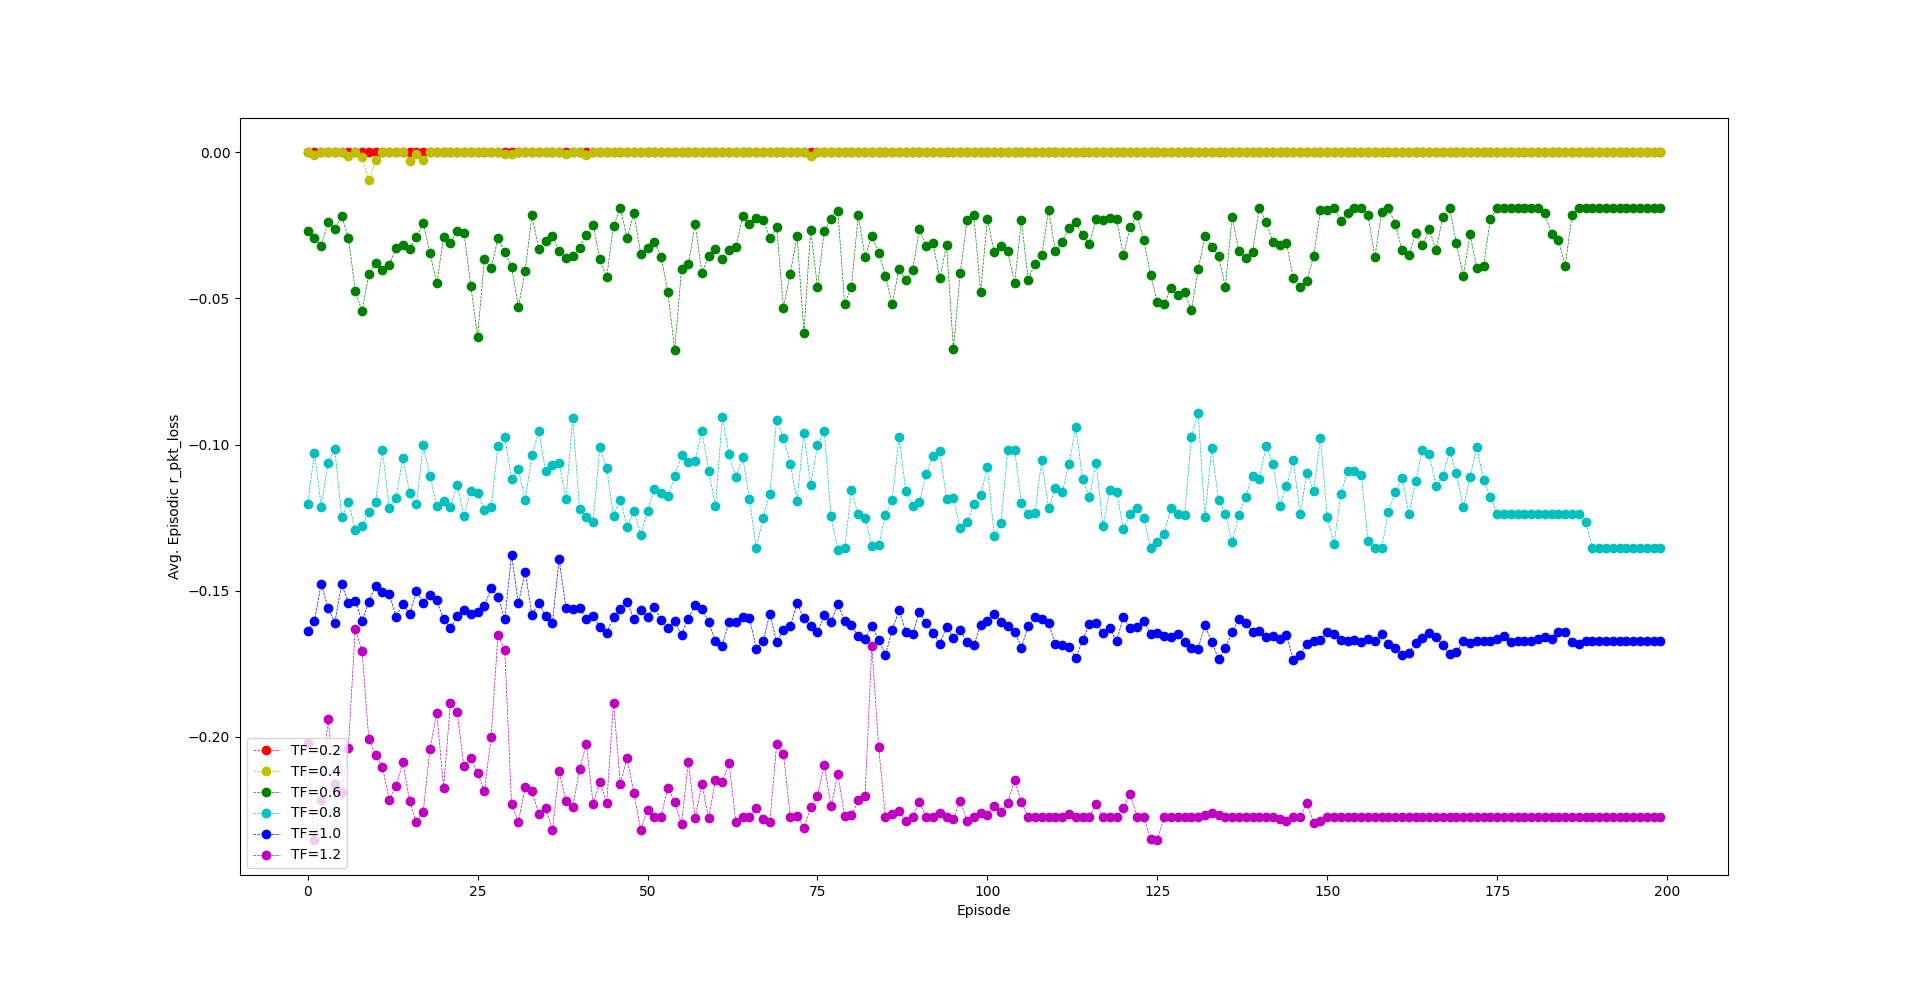 0.00
−0.05
−0.10
−0.15
−0.20
Avg. Episodic r_pkt_loss
TF=0.2
TF=0.4
TF=0.6
TF=0.8
TF=1.0
TF=1.2
0 25 50 75 100 125 150 175 200
Episode